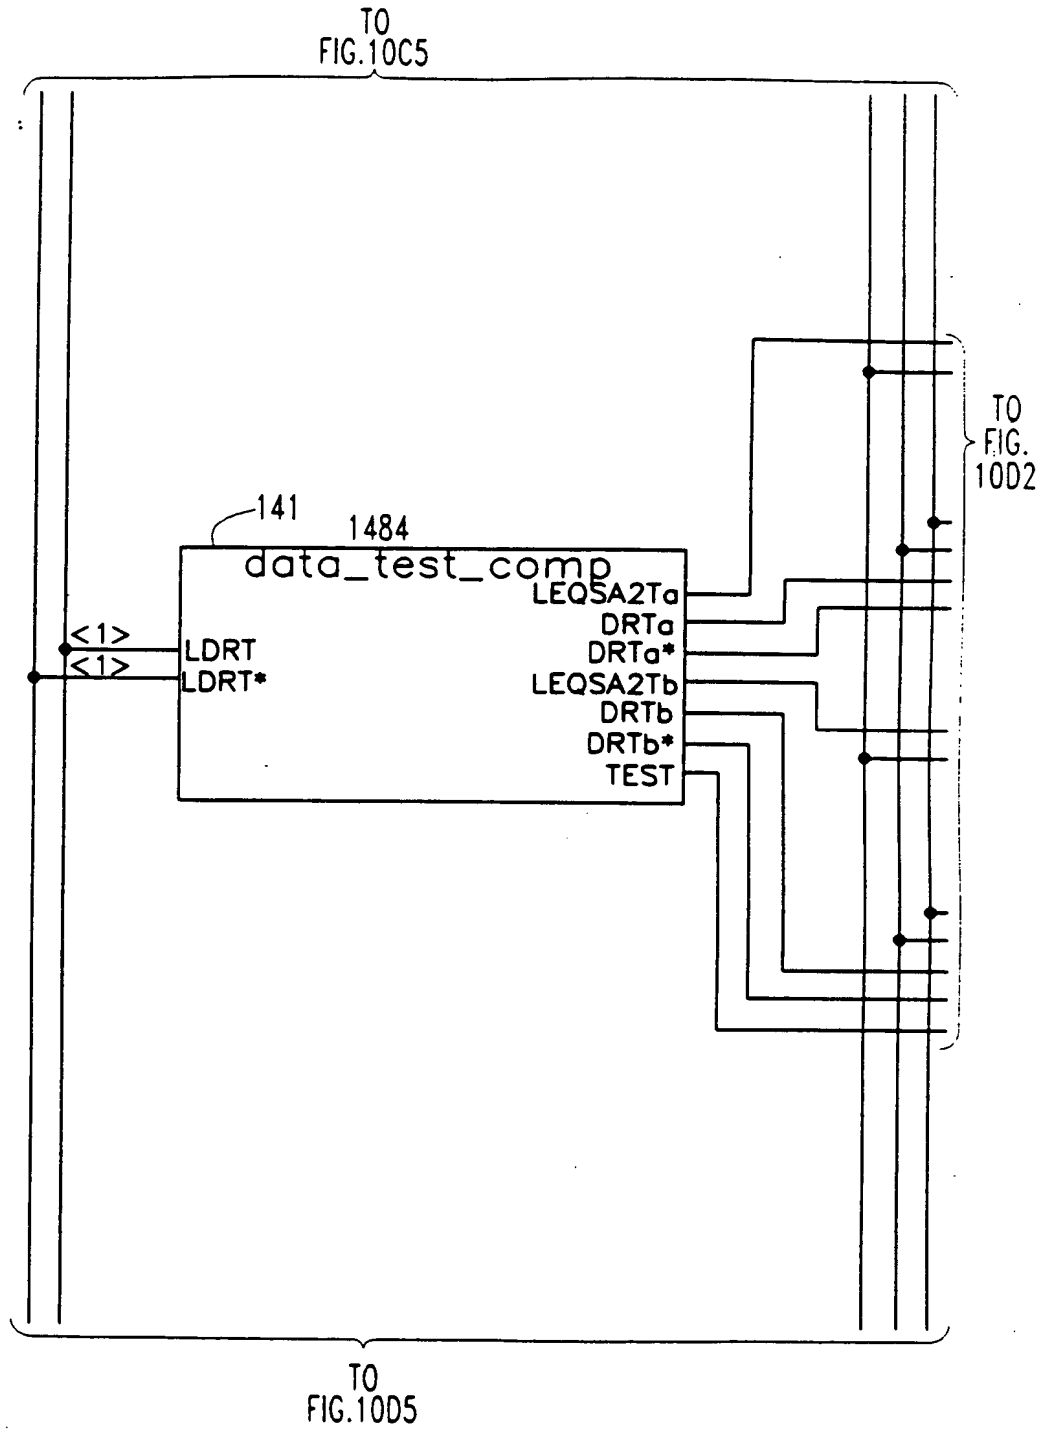 TO
FIG.10C5
TO
FIG.
10D2
141
1484
data_test_comp
LEQSA2Ta
DRTa
<1>
LDRT
DRTa*
<1>
LDRT*
LEQSA2Tb
DRTb
DRTb*
TEST
TO
FIG.10D5